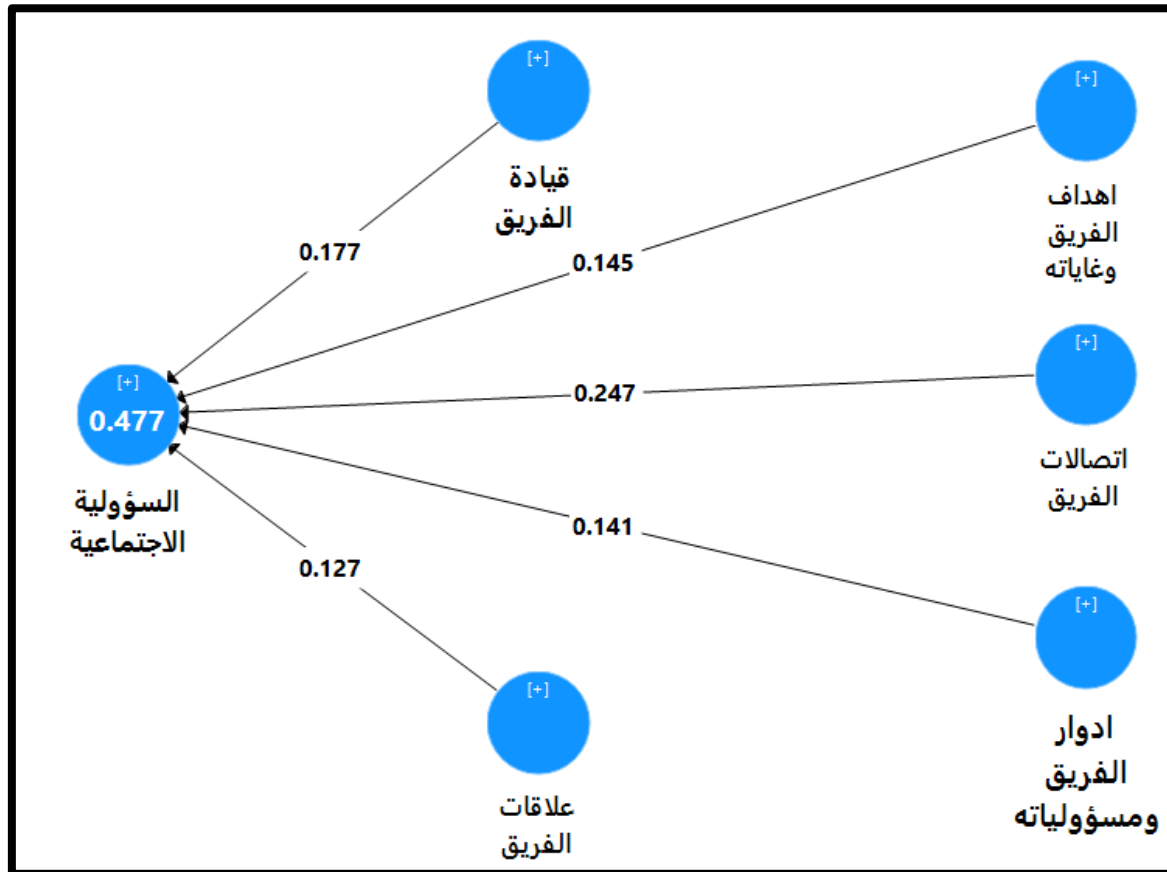 [+]
قيادة
الفريق
[+]
اهداف
الفريق
وغاياته
0.177
0.145
[+]
0.477
السؤولية
الاجتماعية
0.247
[+]
اتصالات
الفريق
0.141
0.127
[+]
علاقات
الفريق
[+]
ادوار
الفريق
ومسؤولياته